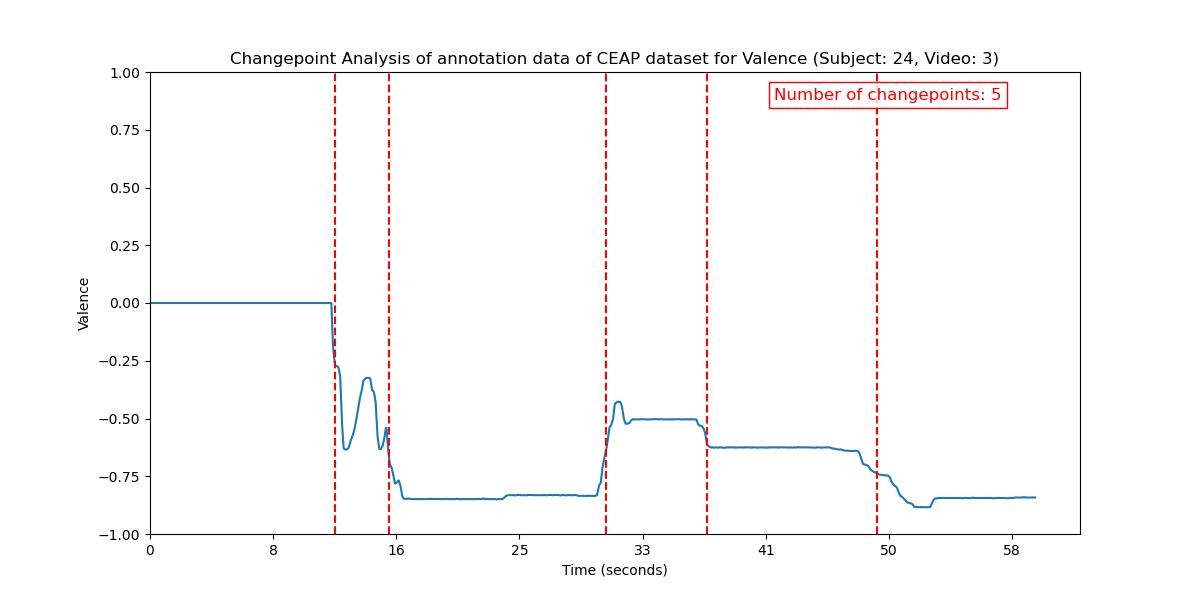 Changepoint Analysis of annotation data of CEAP dataset for Valence (Subject: 24, Video: 3)
Number of changepoints: 5
1.00
0.75
0.50
0.25
0.00
−0.25
−0.50
−0.75
−1.00
Valence
0 8 16 25 33 41 50 58
Time (seconds)